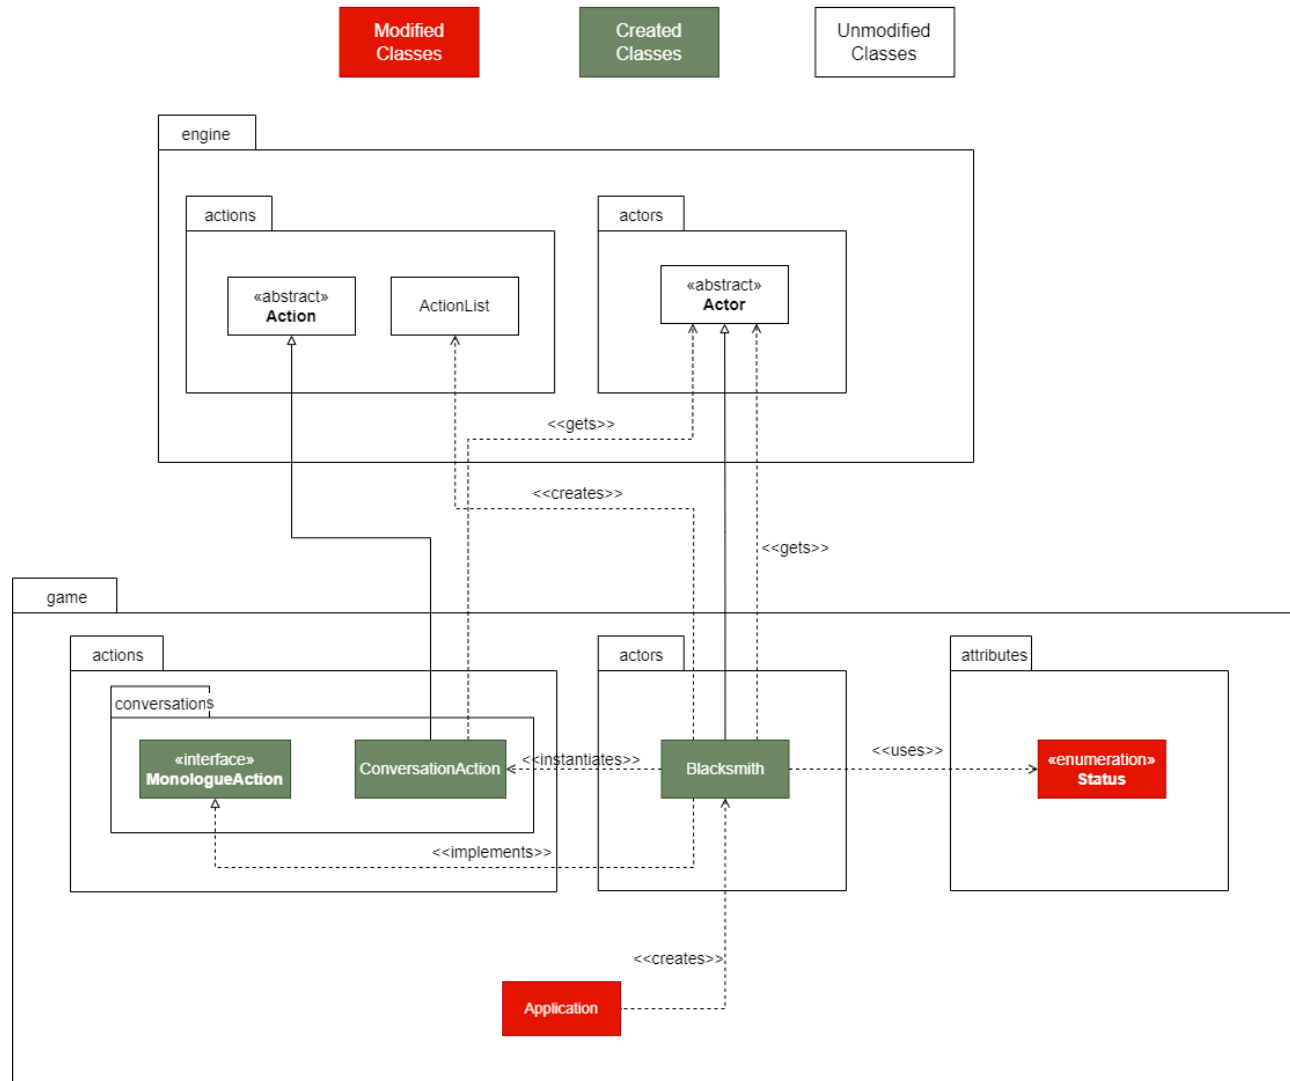 Modified
Classes
Created
Classes
Unmodified
Classes
engine
actions
actors
«abstract»
Action
ActionList
«abstract»
Actor
<<gets>>
<<creates>>
<<gets>>
game
actions
actors
attributes
conversations
«interface»
MonologueAction
ConversationAction
<<instantiates>>
Blacksmith
<<uses>>
«enumeration»
Status
<<implements>>
<<creates>>
Application